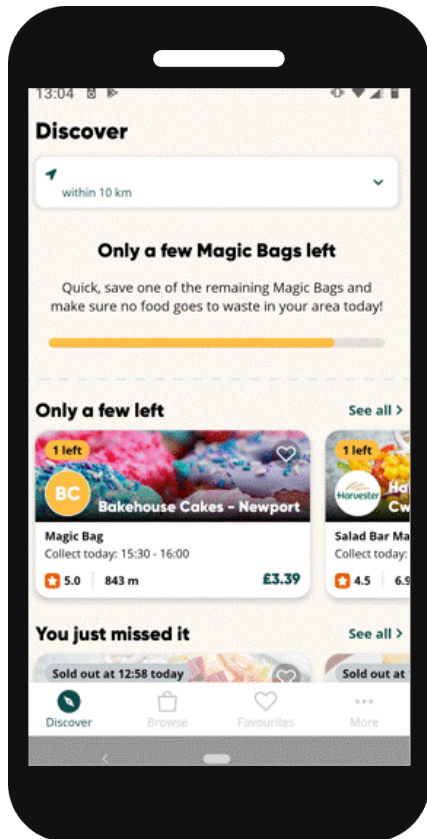 13:04
Discover
within 10 km
Only a few Magic Bags left
Quick, save one of the remaining Magic Bags and
make sure no food goes to waste in your area today!
Only a few left
See all >
1 left
BC
Bakehouse Cakes - Newport
Magic Bag
Collect today: 15:30 - 16:00
5.0
843 m
£3.39
1 left
Harvester
Ha
Cw
Salad Bar Ma
Collect today:
4.5
6.9
You just missed it
See all >
Sold out at 12:58 today
Sold out at
Discover
Browse
Favourites
More